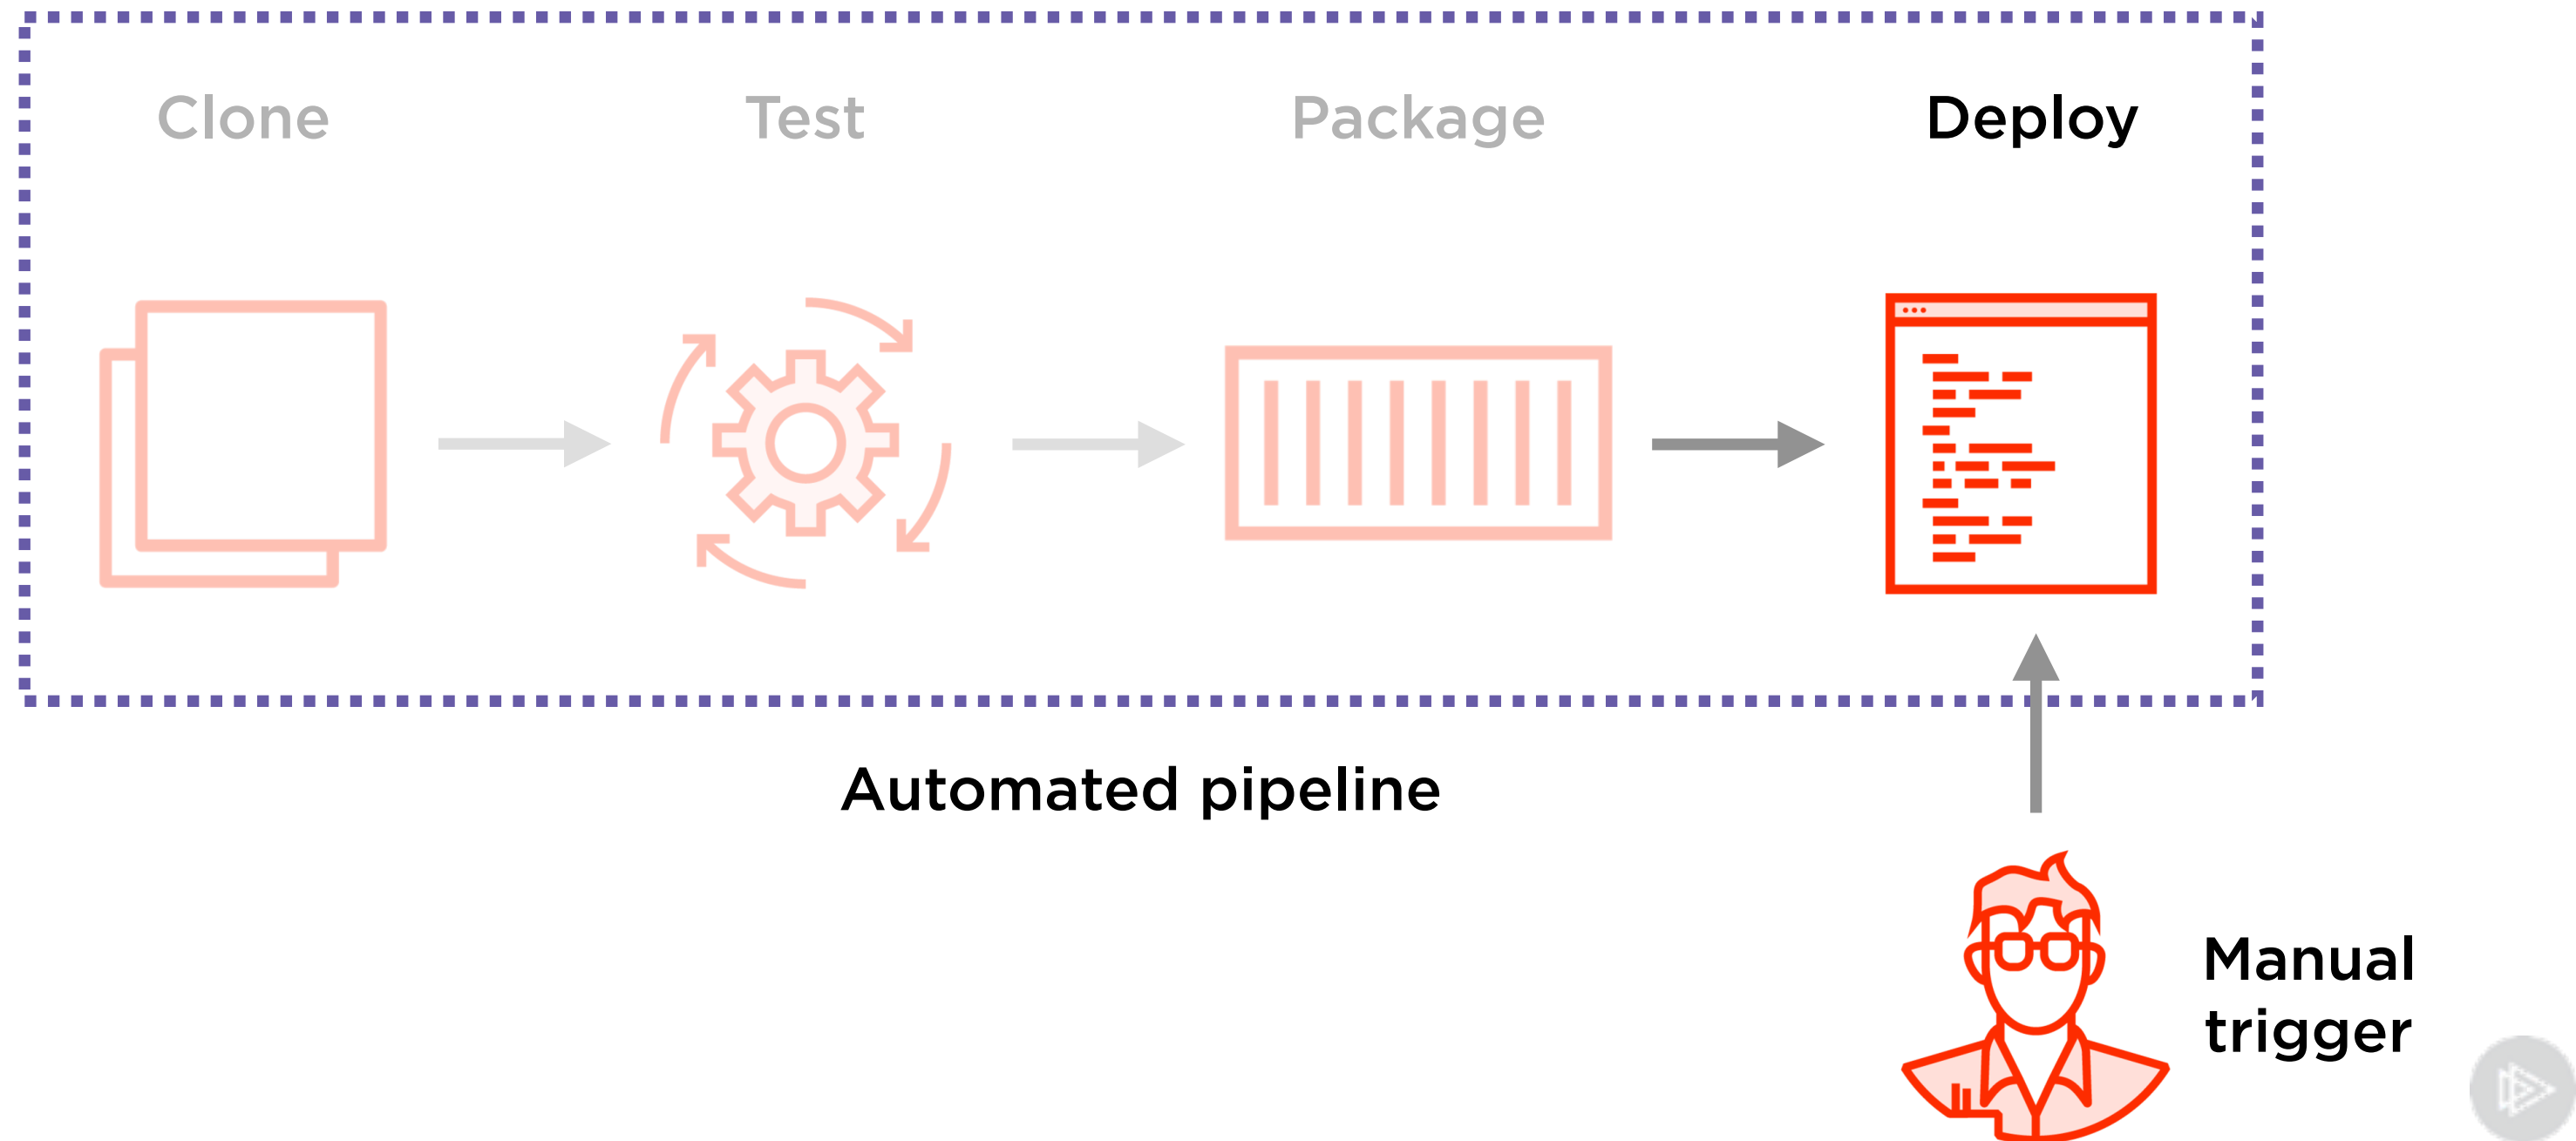 Clone
Test
Package
Deploy
Automated pipeline
Manual
trigger